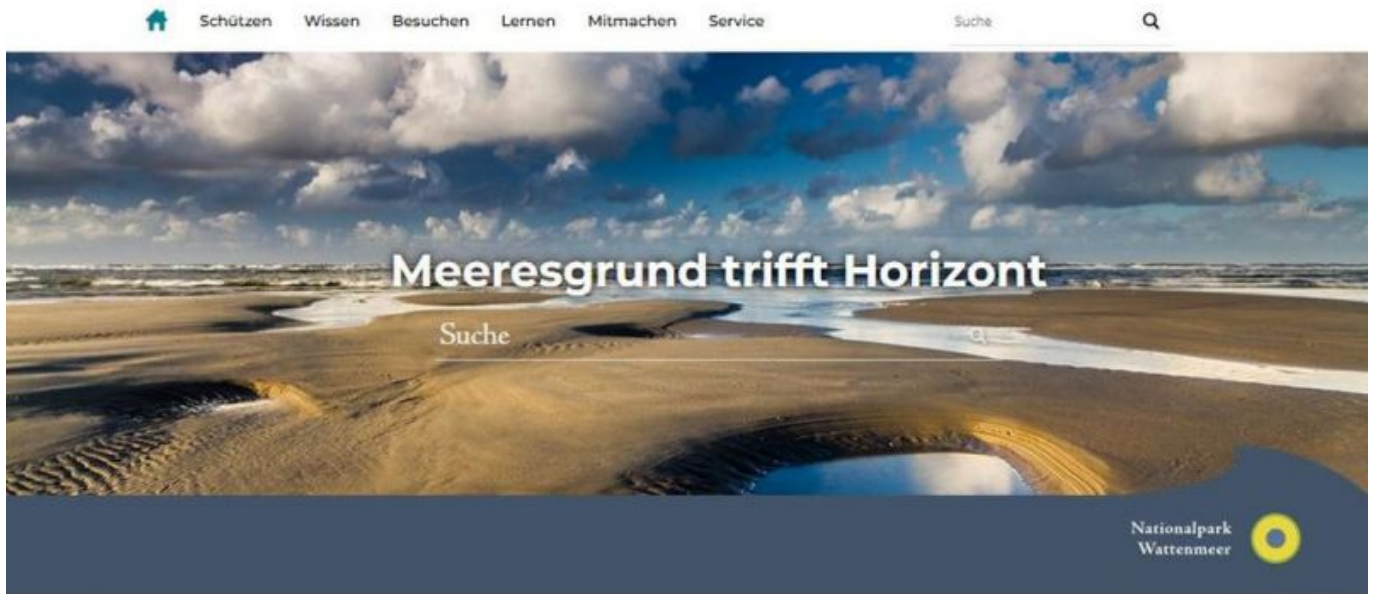 Schützen Wissen Besuchen Lernen Mitmachen Service Suche
Meeresgrund trifft Horizont
Suche
Nationalpark
Wattenmeer